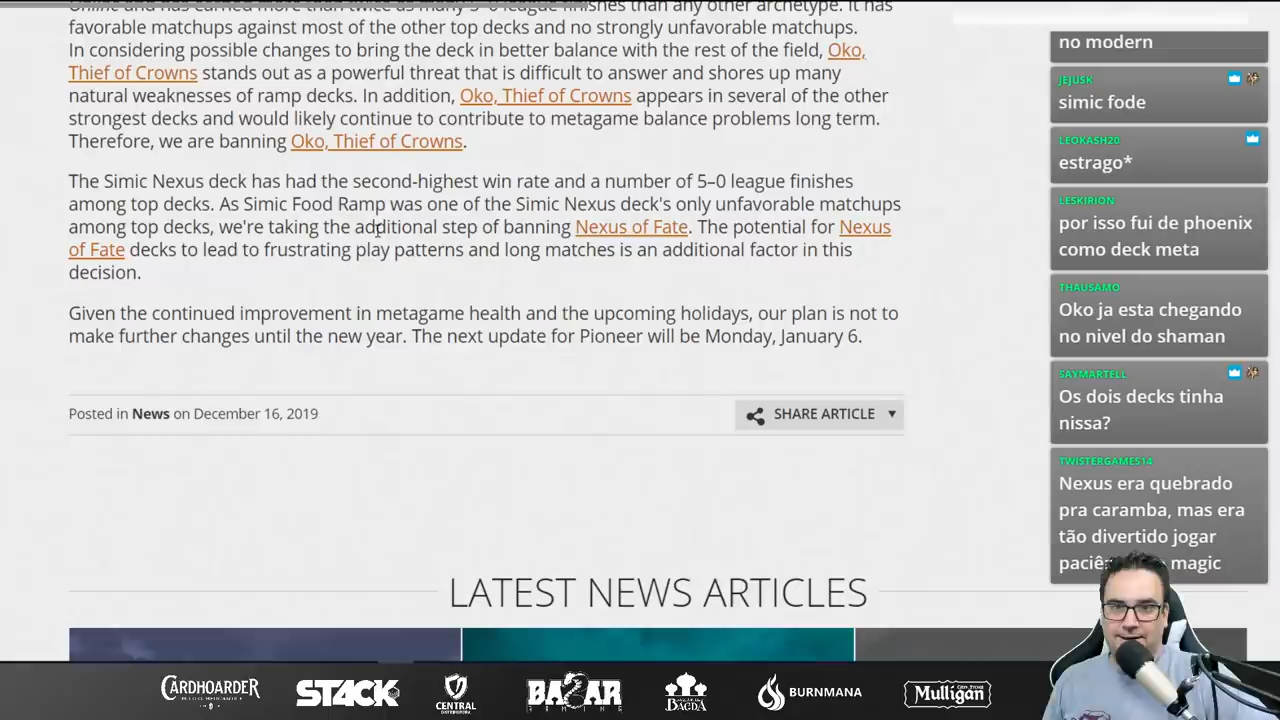 Online and has earned more than twice as many 5-0 league finishes than any other archetype. It has
favorable matchups against most of the other top decks and no strongly unfavorable matchups.
In considering possible changes to bring the deck in better balance with the rest of the field, Oko,
Thief of Crowns stands out as a powerful threat that is difficult to answer and shores up many
natural weaknesses of ramp decks. In addition, Oko, Thief of Crowns appears in several of the other
strongest decks and would likely continue to contribute to metagame balance problems long term.
Therefore, we are banning Oko, Thief of Crowns.
The Simic Nexus deck has had the second-highest win rate and a number of 5–0 league finishes
among top decks. As Simic Food Ramp was one of the Simic Nexus deck's only unfavorable matchups
among top decks, we're taking the additional step of banning Nexus of Fate. The potential for Nexus
of Fate decks to lead to frustrating play patterns and long matches is an additional factor in this
decision.
Given the continued improvement in metagame health and the upcoming holidays, our plan is not to
make further changes until the new year. The next update for Pioneer will be Monday, January 6.
Posted in News on December 16, 2019
SHARE ARTICLE
LATEST NEWS ARTICLES
no modern
JEJUSK
simic fode
LEOKASH20
estrago*
LESKIRION
por isso fui de phoenix
como deck meta
THAUSAMO
Oko ja esta chegando
no nivel do shaman
SAYMARTELL
Os dois decks tinha
nissa?
TWISTERGAMES14
Nexus era quebrado
pra caramba, mas era
tão divertido jogar
magic
CARDHOARDER
STACK
CENTRAL
BAZAR
GAMING
BAGDÁ
BURNMANA
Mulligan